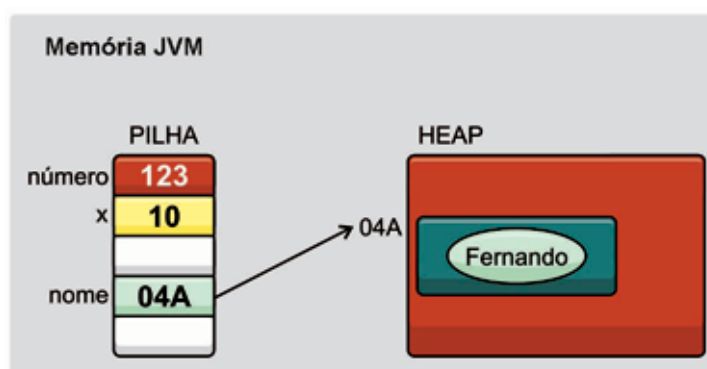 Memória JVM
PILHA
HEAP
número 123
x 10
04A
Fernando
nome 04A